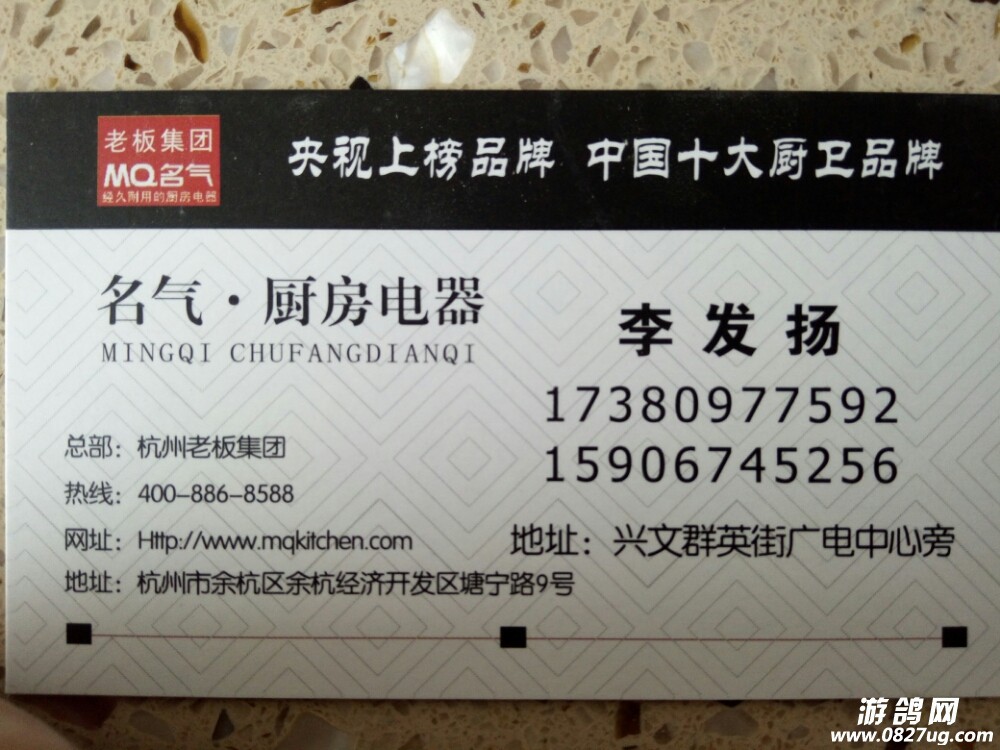 老板集团
MQ名气
经久耐用的厨房电器
央视上榜品牌 中国十大厨卫品牌
名气·厨房电器
MINGQI CHUFANGDIANQI
李发扬
17380977592
15906745256
总部：杭州老板集团
热线：400-886-8588
网址：Http://www.mqkitchen.com
地址：杭州市余杭区余杭经济开发区塘宁路9号
地址：兴文群英街广电中心旁
游鸽网
www.0827ug.com